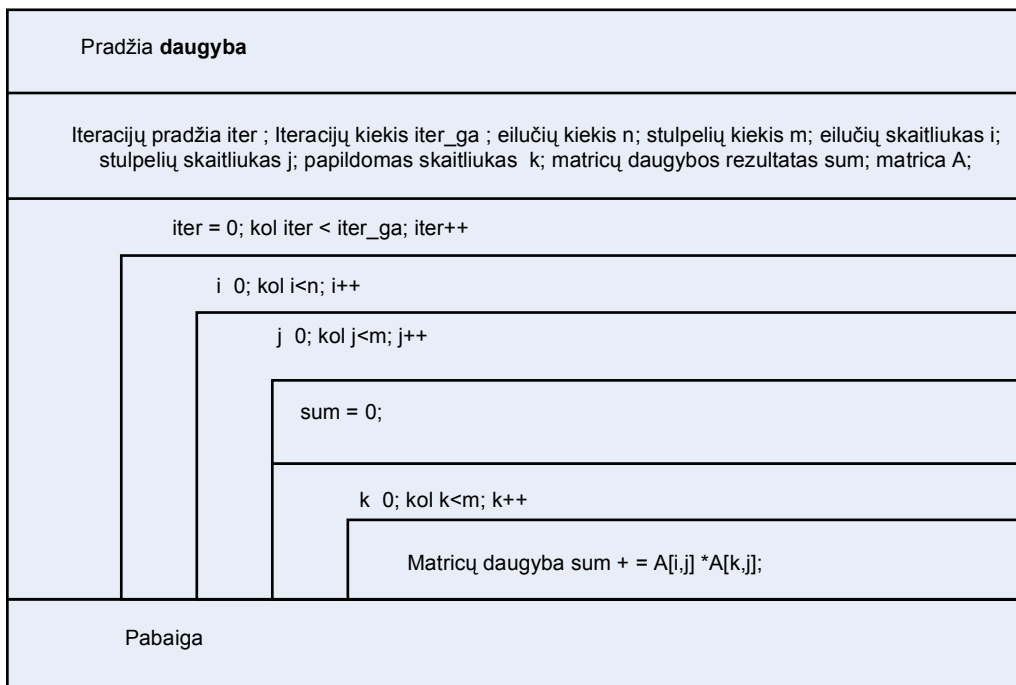 Pradžia daugyba
Iteracijų pradžia iter ; Iteracijų kiekis iter_ga ; eilučių kiekis n; stulpelių kiekis m; eilučių skaitliukas i;
stulpelių skaitliukas j; papildomas skaitliukas k; matricų daugybos rezultatas sum; matrica A;
iter = 0; kol iter < iter_ga; iter++
i 0; kol i<n; i++
j 0; kol j<m; j++
sum = 0;
k 0; kol k<m; k++
Matricų daugyba sum + = A[i,j] *A[k,j];
Pabaiga